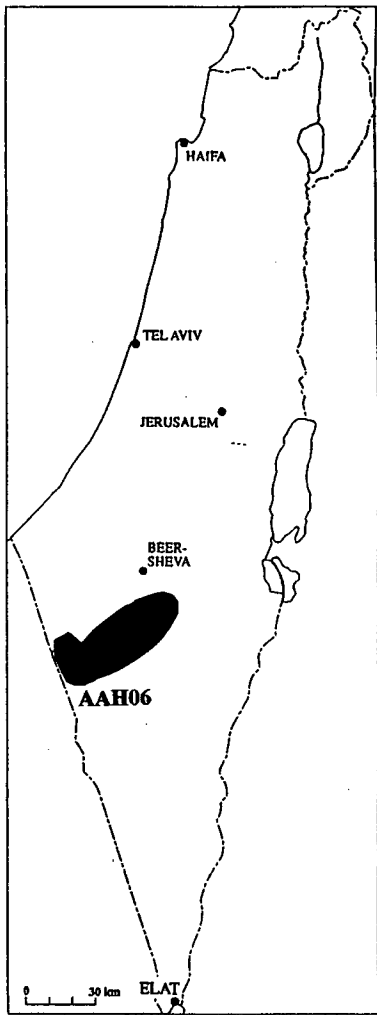 HAIFA
TEL AVIV
JERUSALEM
BEER-
SHEVA
AAH06
ELAT
0 30 km